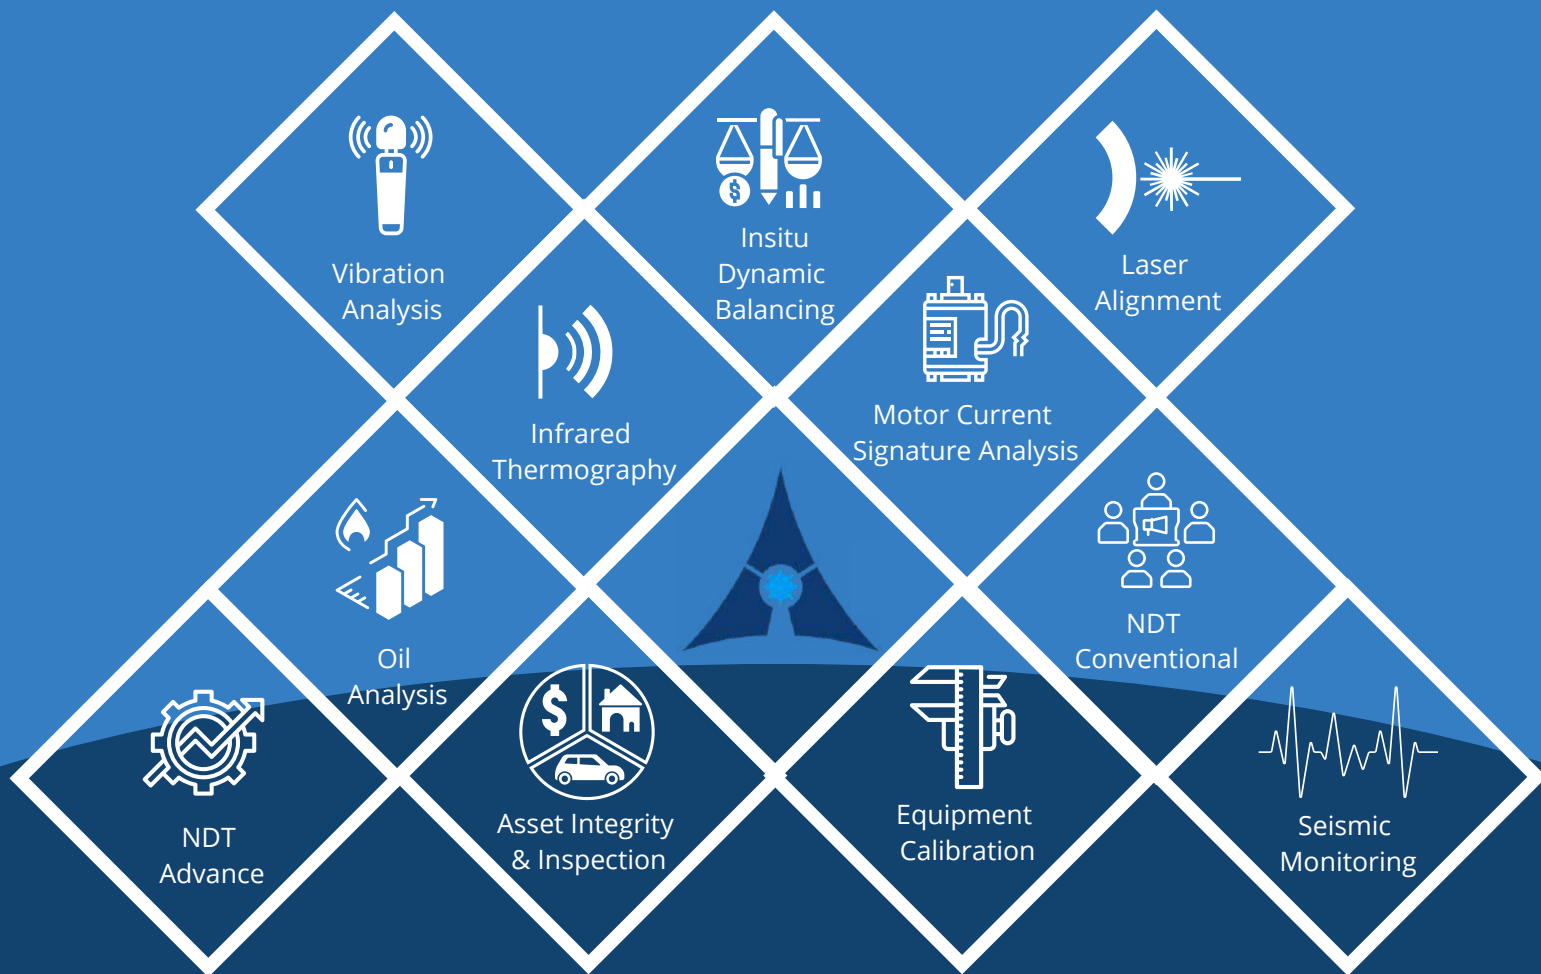 Vibration
Analysis
Insitu
Dynamic
Balancing
Laser
Alignment
Infrared
Thermography
Motor Current
Signature Analysis
Oil
Analysis
NDT
Conventional
NDT
Advance
Asset Integrity
& Inspection
Equipment
Calibration
Seismic
Monitoring